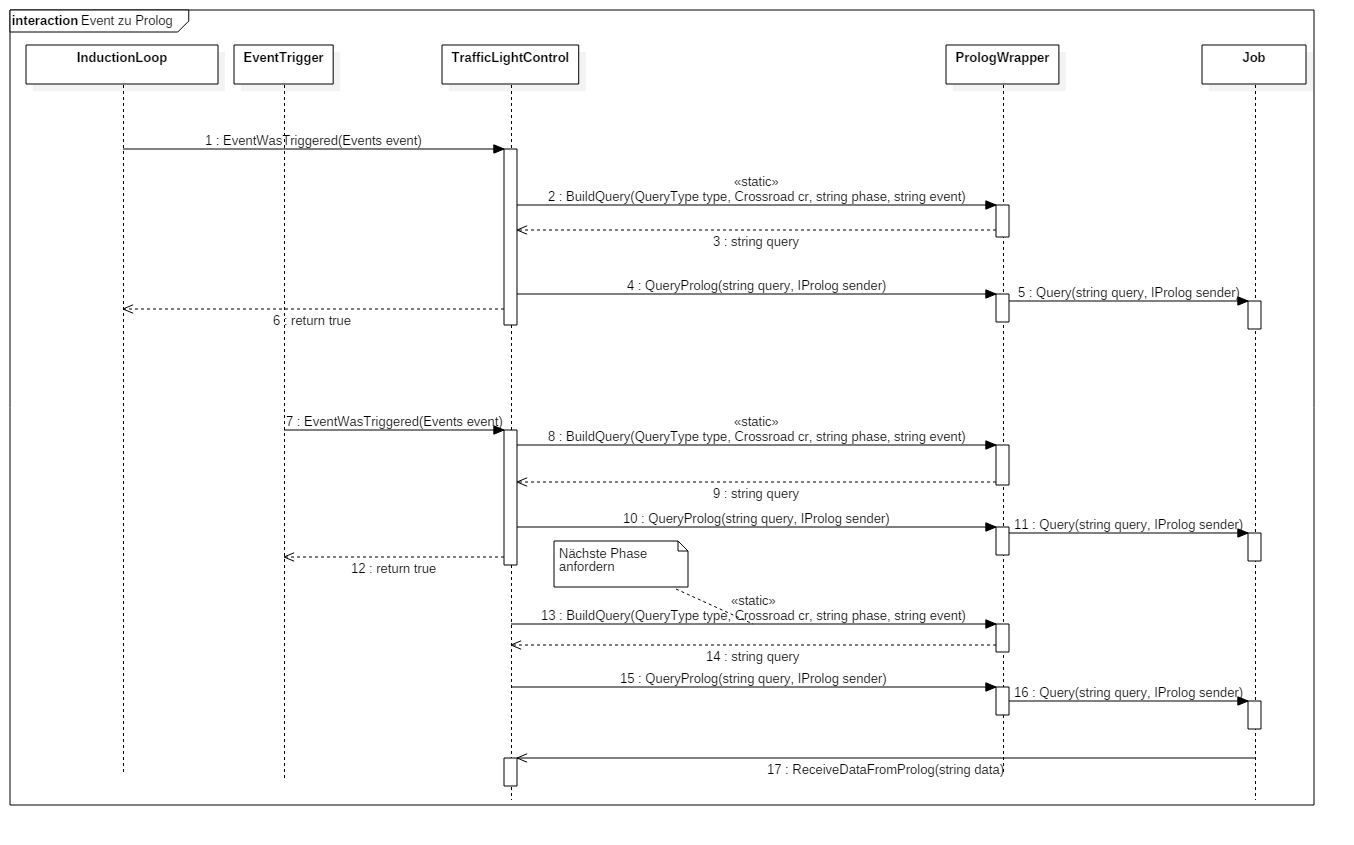 interaction Event zu Prolog
InductionLoop
EventTrigger
TrafficLightControl
PrologWrapper
Job
1 : EventWasTriggered(Events event)
«static»
2 : BuildQuery(QueryType type, Crossroad cr, string phase, string event)
3 : string query
4 : QueryProlog(string query, IProlog sender)
5 : Query(string query, IProlog sender)
6 : return true
7 : EventWasTriggered(Events event)
«static»
8 : BuildQuery(QueryType type, Crossroad cr, string phase, string event)
9 : string query
10 : QueryProlog(string query, IProlog sender)
11 : Query(string query, IProlog sender)
12 : return true
Nächste Phase
anfordern
«static»
13 : BuildQuery(QueryType type, Crossroad cr, string phase, string event)
14 : string query
15 : QueryProlog(string query, IProlog sender)
16 : Query(string query, IProlog sender)
17 : ReceiveDataFromProlog(string data)